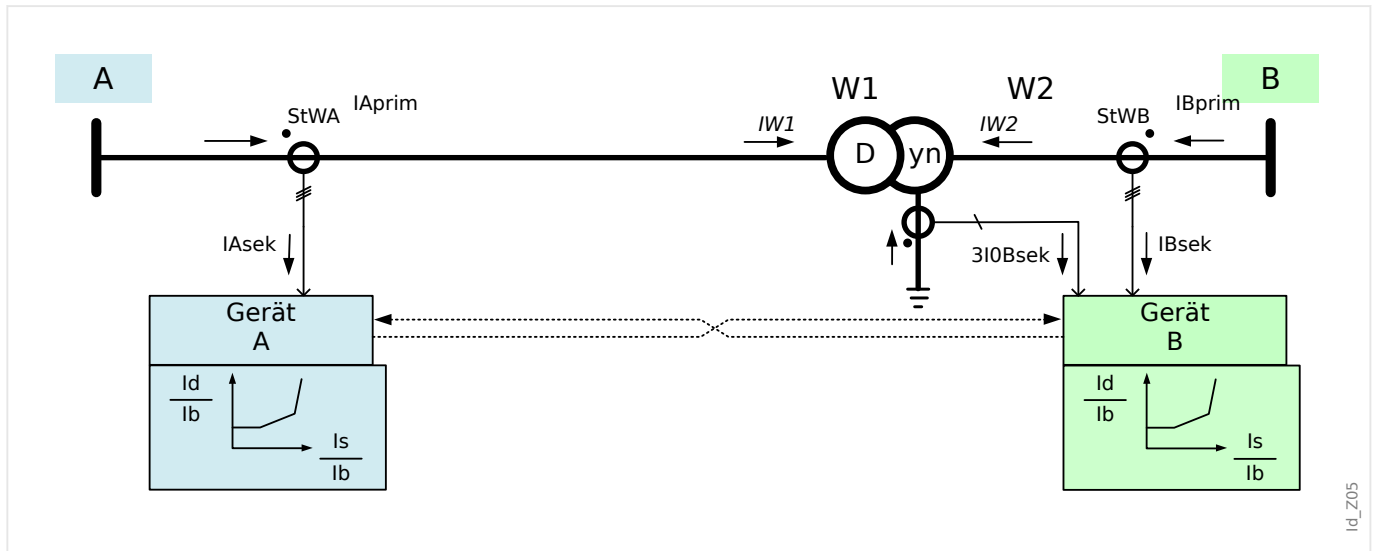 A
B
W1
W2
StWA
IAprim
IW1
IW2
StWB
IBprim
D
yn
IAsek
3I0Bsek
IBsek
Gerät
A
Gerät
B
Id
Ib
Is
Ib
Id
Ib
Is
Ib
Id_Z05